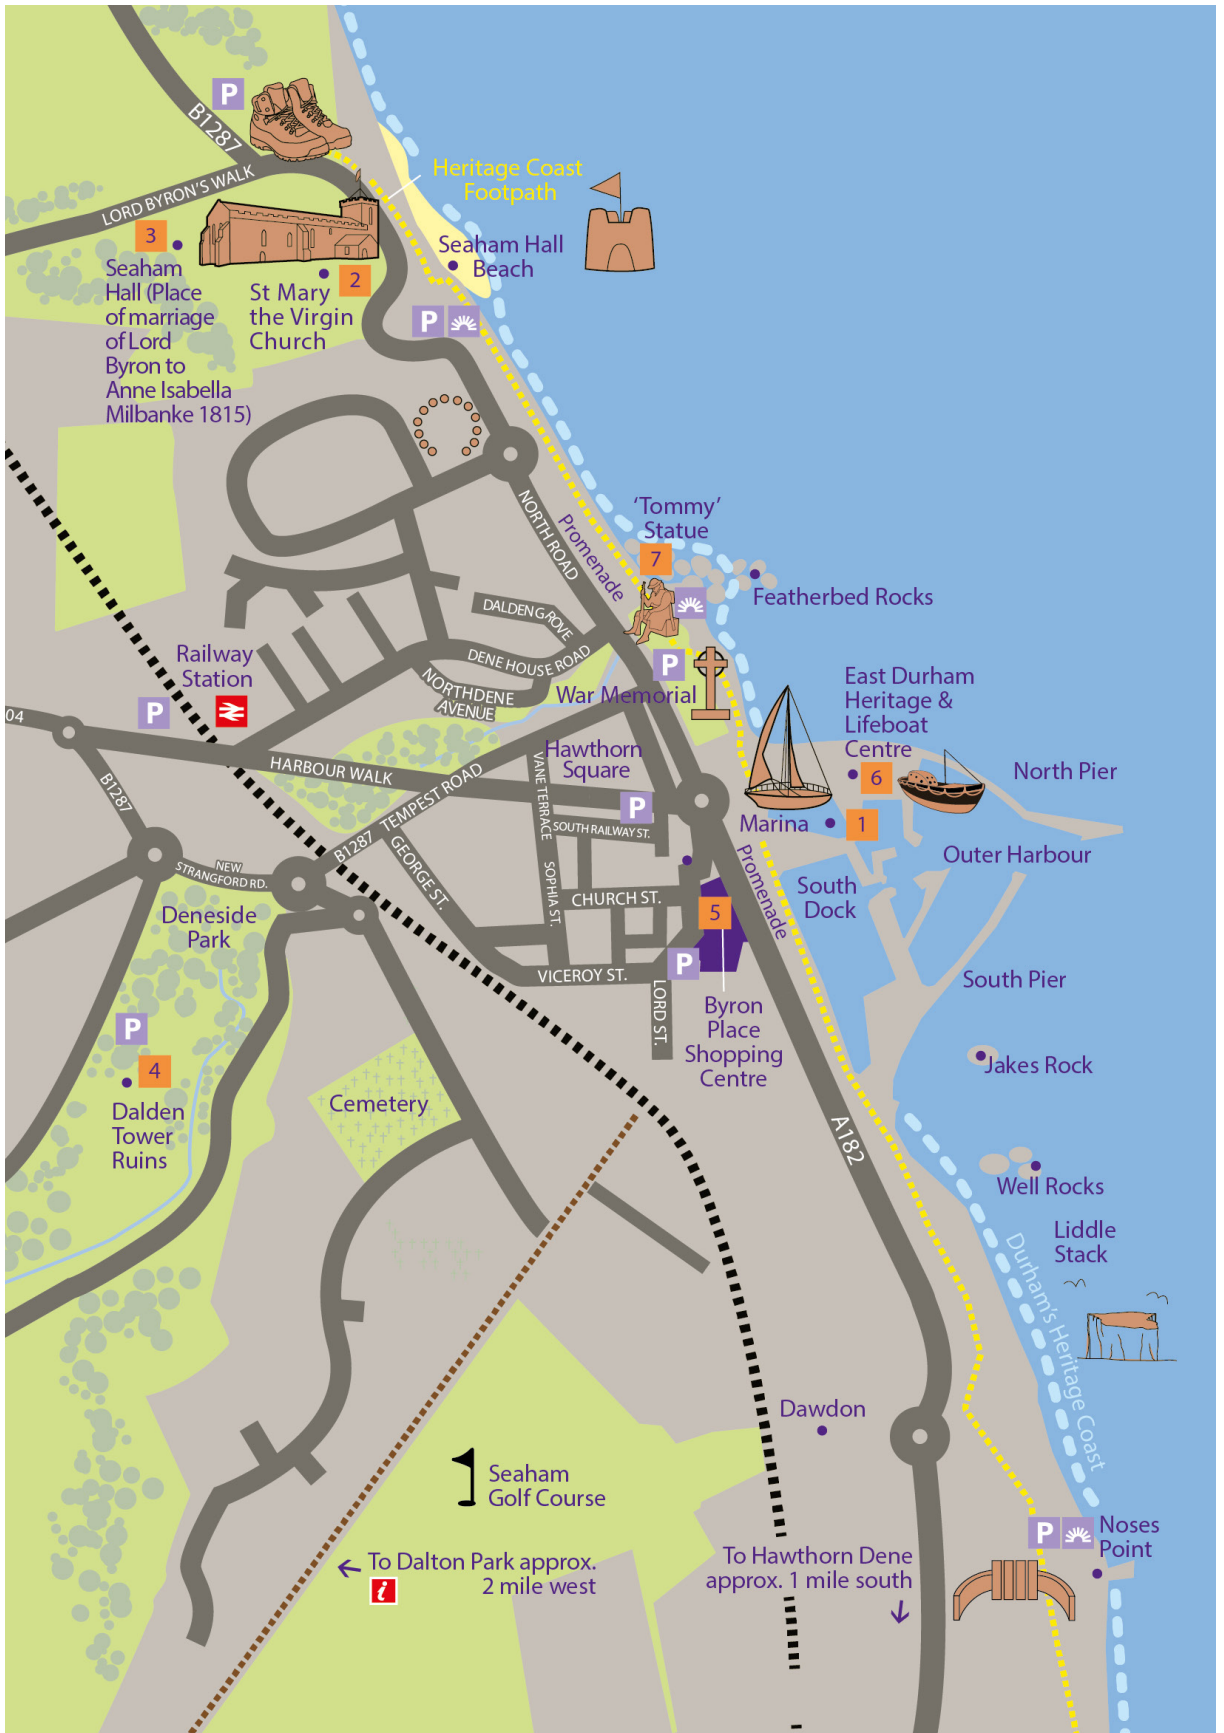 P
B1287
LORD BYRON'S WALK
Heritage Coast
Footpath
3
Seaham
Hall (Place
of marriage
of Lord
Byron to
Anne Isabella
Milbanke 1815)
2
St Mary
the Virgin
Church
Seaham Hall
Beach
P
NORTH ROAD
Promenade
'Tommy'
Statue
7
Featherbed Rocks
DALDEN GROVE
DENE HOUSE ROAD
NORTHDENE
AVENUE
Railway
Station
P
P
War Memorial
East Durham
Heritage &
Lifeboat
Centre
6
North Pier
04
B1287
HARBOUR WALK
Hawthorn
Square
P
VANE TERRACE
B1287 TEMPEST ROAD
SOUTH RAILWAY ST.
Marina
1
Outer Harbour
Promenade
South
Dock
NEW
STRANGFORD RD.
GEORGE ST.
SOPHIA ST.
CHURCH ST.
5
Deneside
Park
VICEROY ST.
P
LORD ST.
South Pier
Byron
Place
Shopping
Centre
P
4
Dalden
Tower
Ruins
Cemetery
Jakes Rock
A182
Well Rocks
Liddle
Stack
Durham's Heritage Coast
Dawdon
Seaham
Golf Course
P
Noses
Point
To Dalton Park approx.
2 mile west
i
To Hawthorn Dene
approx. 1 mile south